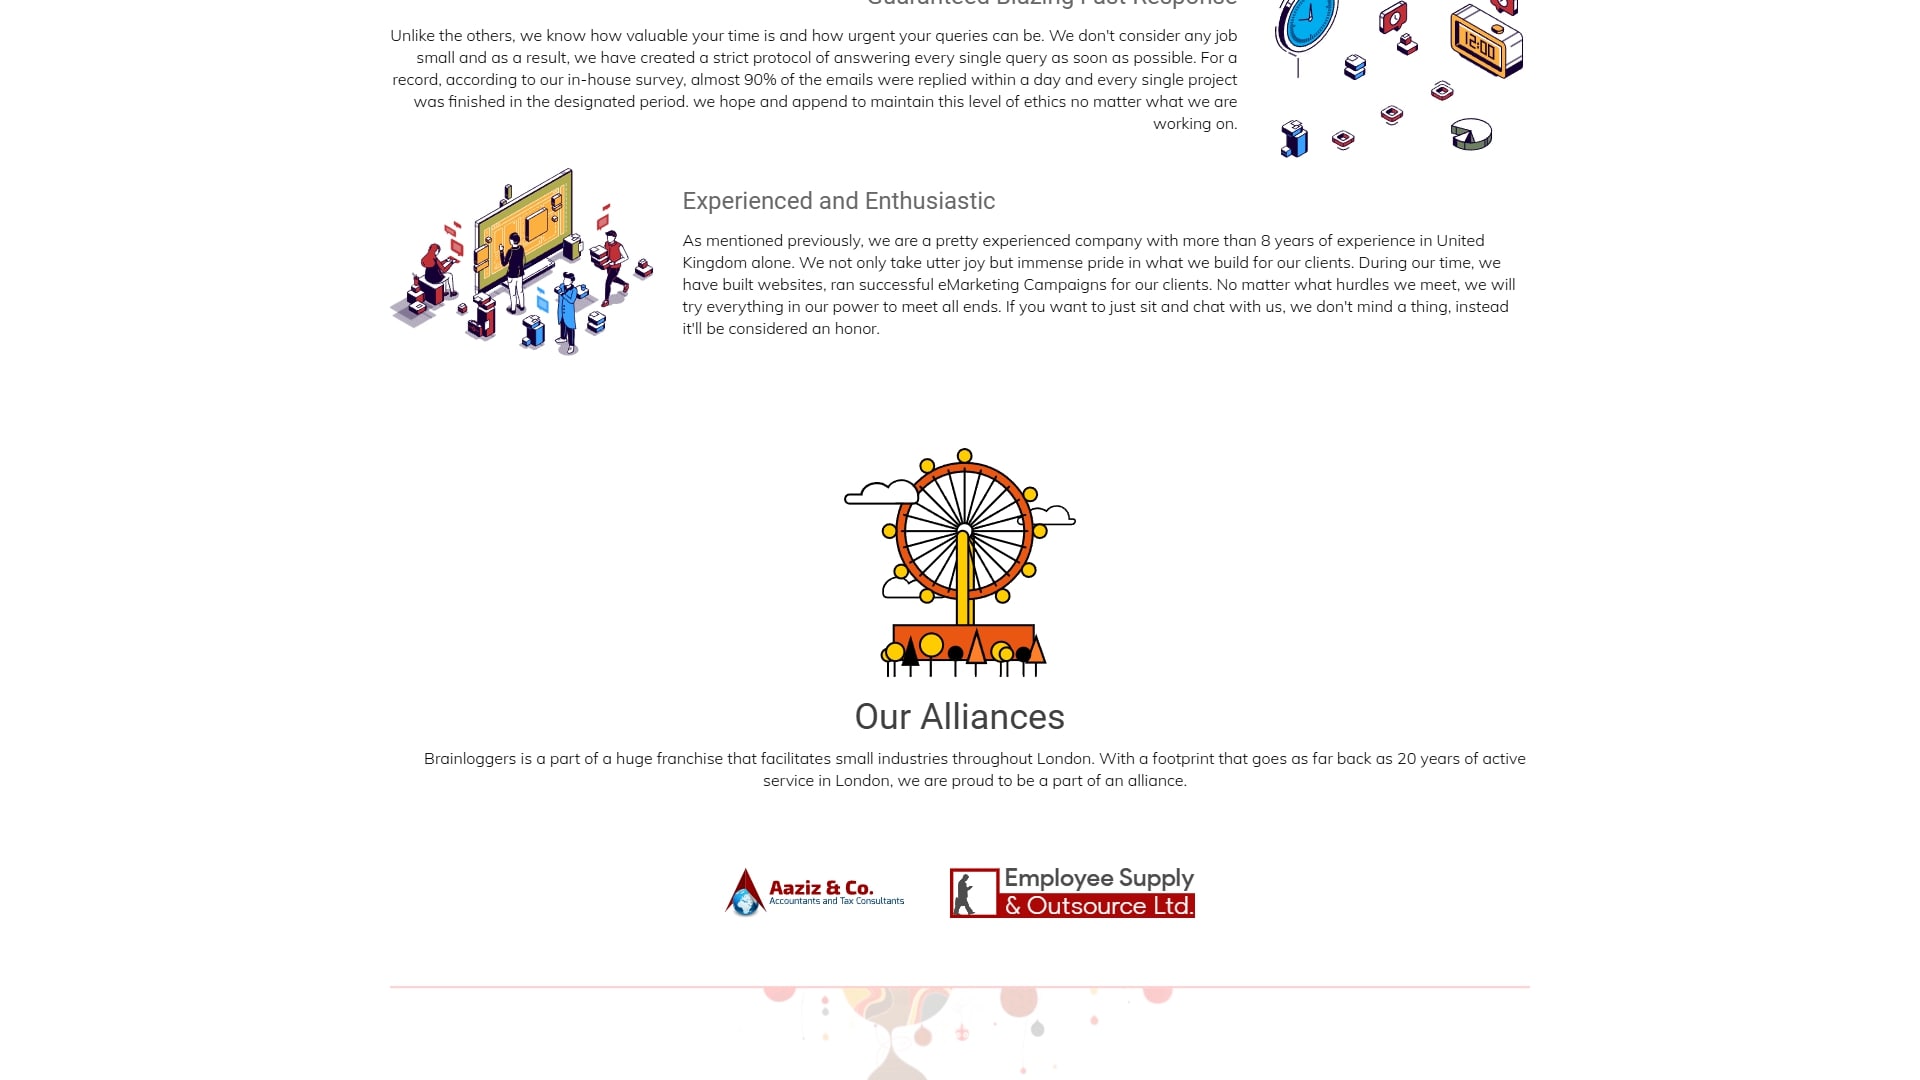 Guaranteed Blazing Fast Response
Unlike the others, we know how valuable your time is and how urgent your queries can be. We don't consider any job
small and as a result, we have created a strict protocol of answering every single query as soon as possible. For a
record, according to our in-house survey, almost 90% of the emails were replied within a day and every single project
was finished in the designated period. we hope and append to maintain this level of ethics no matter what we are
working on.
12:00
Experienced and Enthusiastic
As mentioned previously, we are a pretty experienced company with more than 8 years of experience in United
Kingdom alone. We not only take utter joy but immense pride in what we build for our clients. During our time, we
have built websites, ran successful eMarketing Campaigns for our clients. No matter what hurdles we meet, we will
try everything in our power to meet all ends. If you want to just sit and chat with us, we don't mind a thing, instead
it'll be considered an honor.
Our Alliances
Brainloggers is a part of a huge franchise that facilitates small industries throughout London. With a footprint that goes as far back as 20 years of active
service in London, we are proud to be a part of an alliance.
Aaziz & Co.
Accountants and Tax Consultants
Employee Supply
& Outsource Ltd.